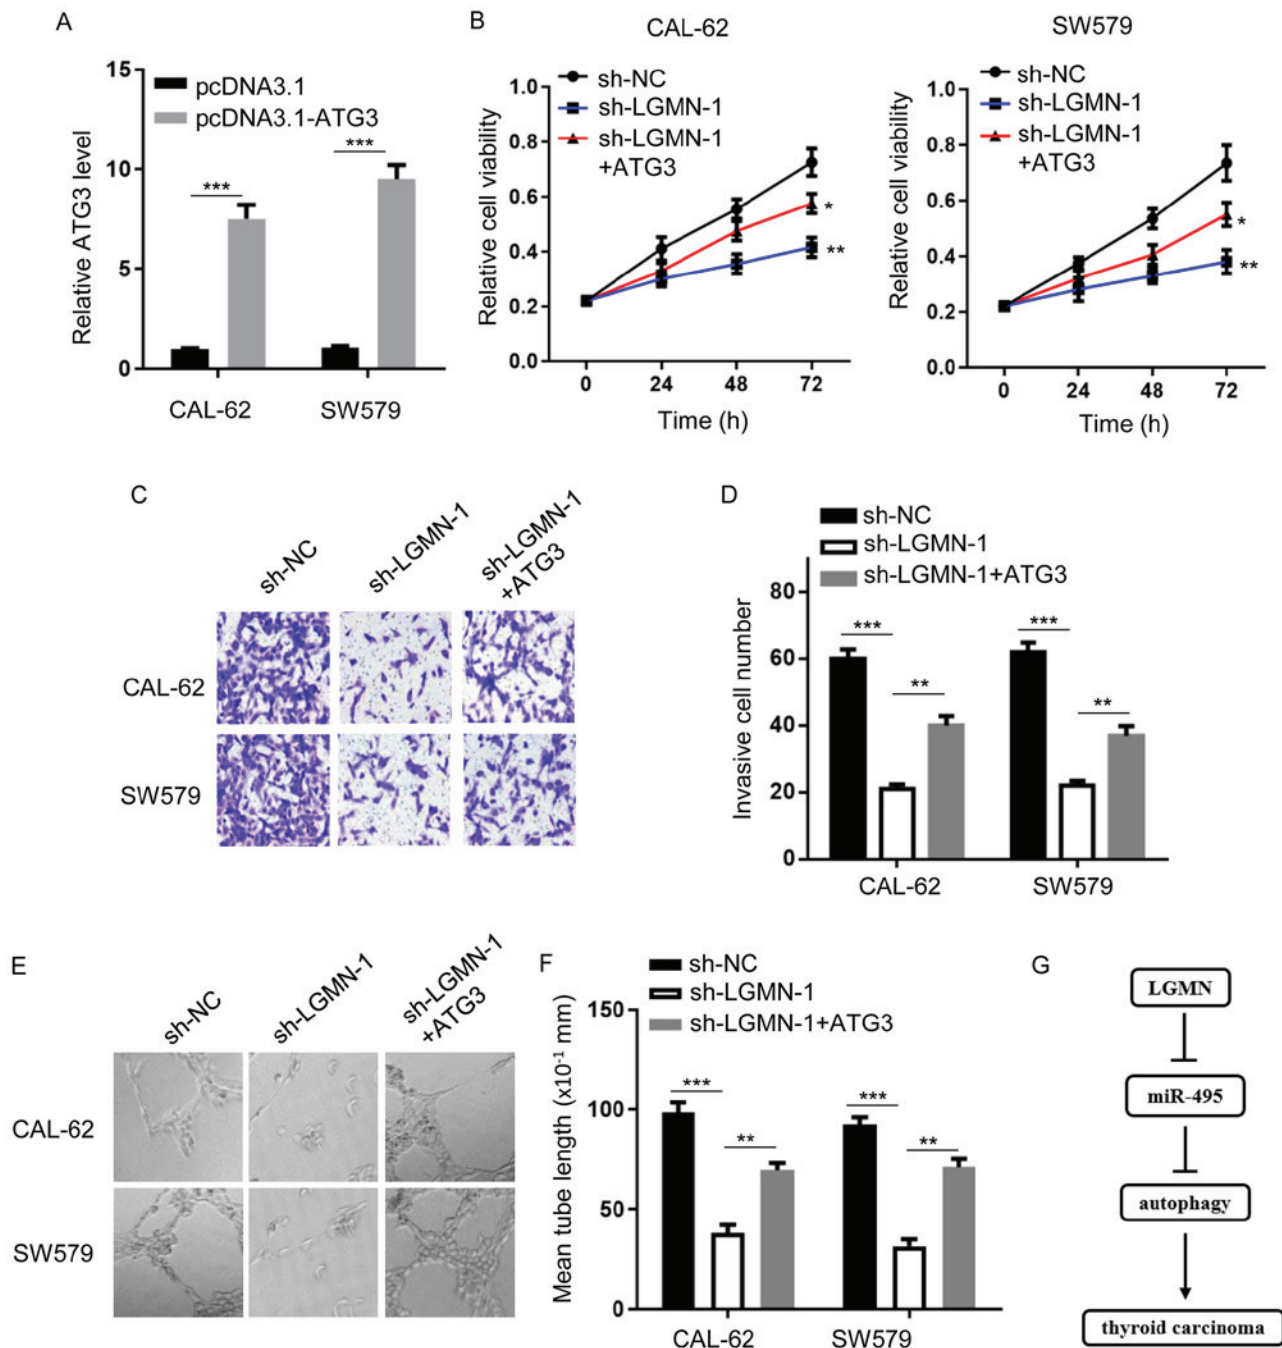 A
15
10
5
0
Relative ATG3 level
pcDNA3.1
pcDNA3.1-ATG3
***
***
CAL-62
SW579
B
CAL-62
sh-NC
sh-LGMN-1
sh-LGMN-1
+ATG3
1.0
0.8
0.6
0.4
0.2
0.0
Relative cell viability
*
**
0
24
48
72
Time (h)
SW579
sh-NC
sh-LGMN-1
sh-LGMN-1
+ATG3
1.0
0.8
0.6
0.4
0.2
0.0
Relative cell viability
*
**
0
24
48
72
Time (h)
C
sh-NC
sh-LGMN-1
sh-LGMN-1
+ATG3
CAL-62
SW579
D
sh-NC
sh-LGMN-1
sh-LGMN-1+ATG3
80
60
40
20
0
Invasive cell number
***
**
***
**
CAL-62
SW579
E
sh-NC
sh-LGMN-1
sh-LGMN-1
+ATG3
CAL-62
SW579
F
sh-NC
sh-LGMN-1
sh-LGMN-1+ATG3
150
100
50
0
Mean tube length (x10⁻¹ mm)
***
**
***
**
CAL-62
SW579
G
LGMN
miR-495
autophagy
thyroid carcinoma